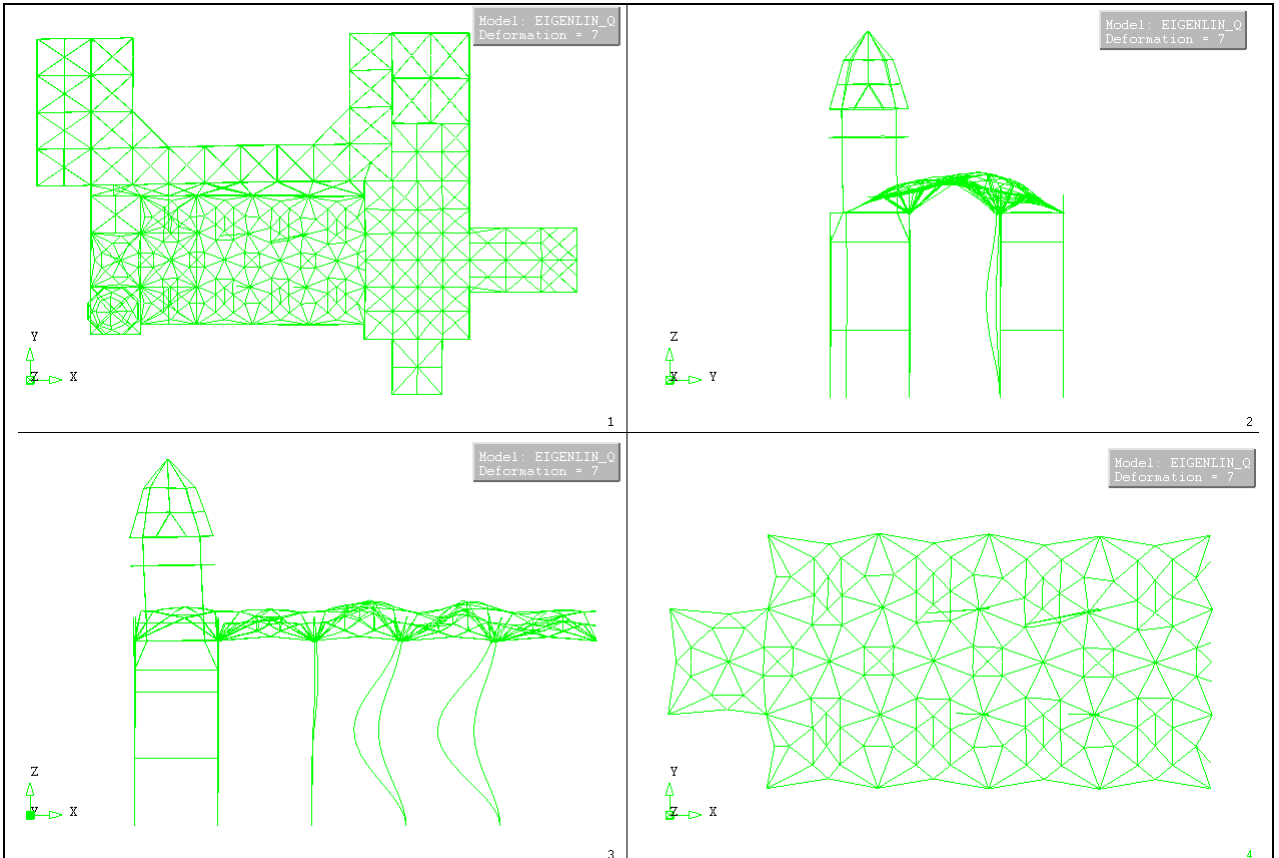 Model: EIGENLIN_Q
Deformation = 7
Y
Z X
1
Model: EIGENLIN_Q
Deformation = 7
Z
X Y
2
Model: EIGENLIN_Q
Deformation = 7
Z
Y X
3
Model: EIGENLIN_Q
Deformation = 7
Y
Z X
4